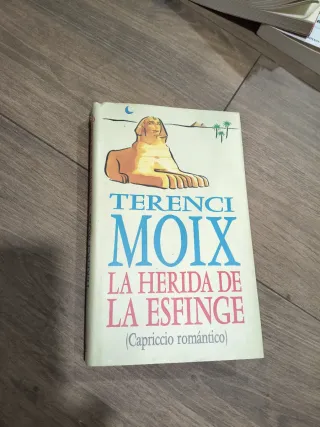 TERENCI
MOIX
LA HERIDA DE
LA ESFINGE
(Capriccio romántico)